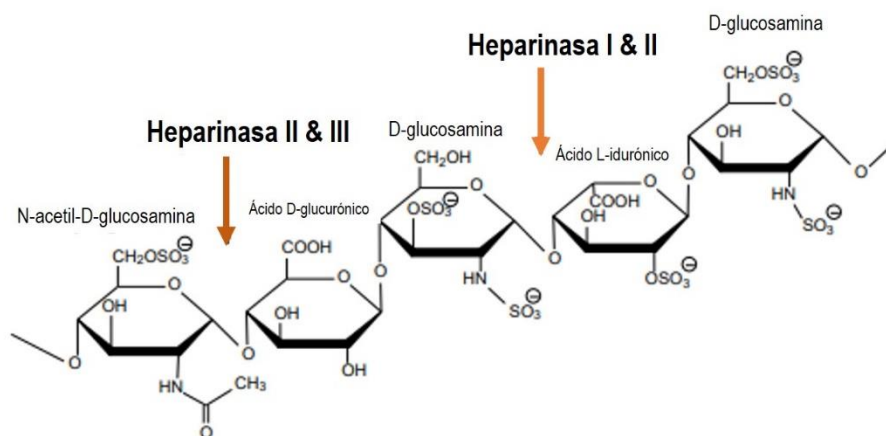 Heparinasa I & II
D-glucosamina
Heparinasa II & III
D-glucosamina
Ácido L-idurónico
N-acetil-D-glucosamina
Ácido D-glucurónico
CH₂OSO₃⊖
O
OH
O
HN
SO₃⊖
CH₂OH
O
OSO₃⊖
O
HN
SO₃⊖
O
COOH
OH
O
OSO₃⊖
CH₂OSO₃⊖
O
OH
O
HN
CH₃
O
O
COOH
O
OH
OH
O